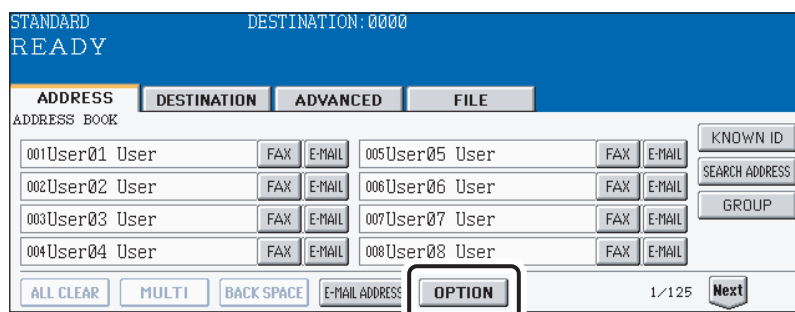 STANDARD DESTINATION:0000
READY
ADDRESS DESTINATION ADVANCED FILE
ADDRESS BOOK
KNOWN ID
001User01 User FAX E-MAIL 005User05 User FAX E-MAIL
SEARCH ADDRESS
002User02 User FAX E-MAIL 006User06 User FAX E-MAIL
GROUP
003User03 User FAX E-MAIL 007User07 User FAX E-MAIL
004User04 User FAX E-MAIL 008User08 User FAX E-MAIL
ALL CLEAR MULTI BACK SPACE E-MAIL ADDRESS OPTION 1/125 Next